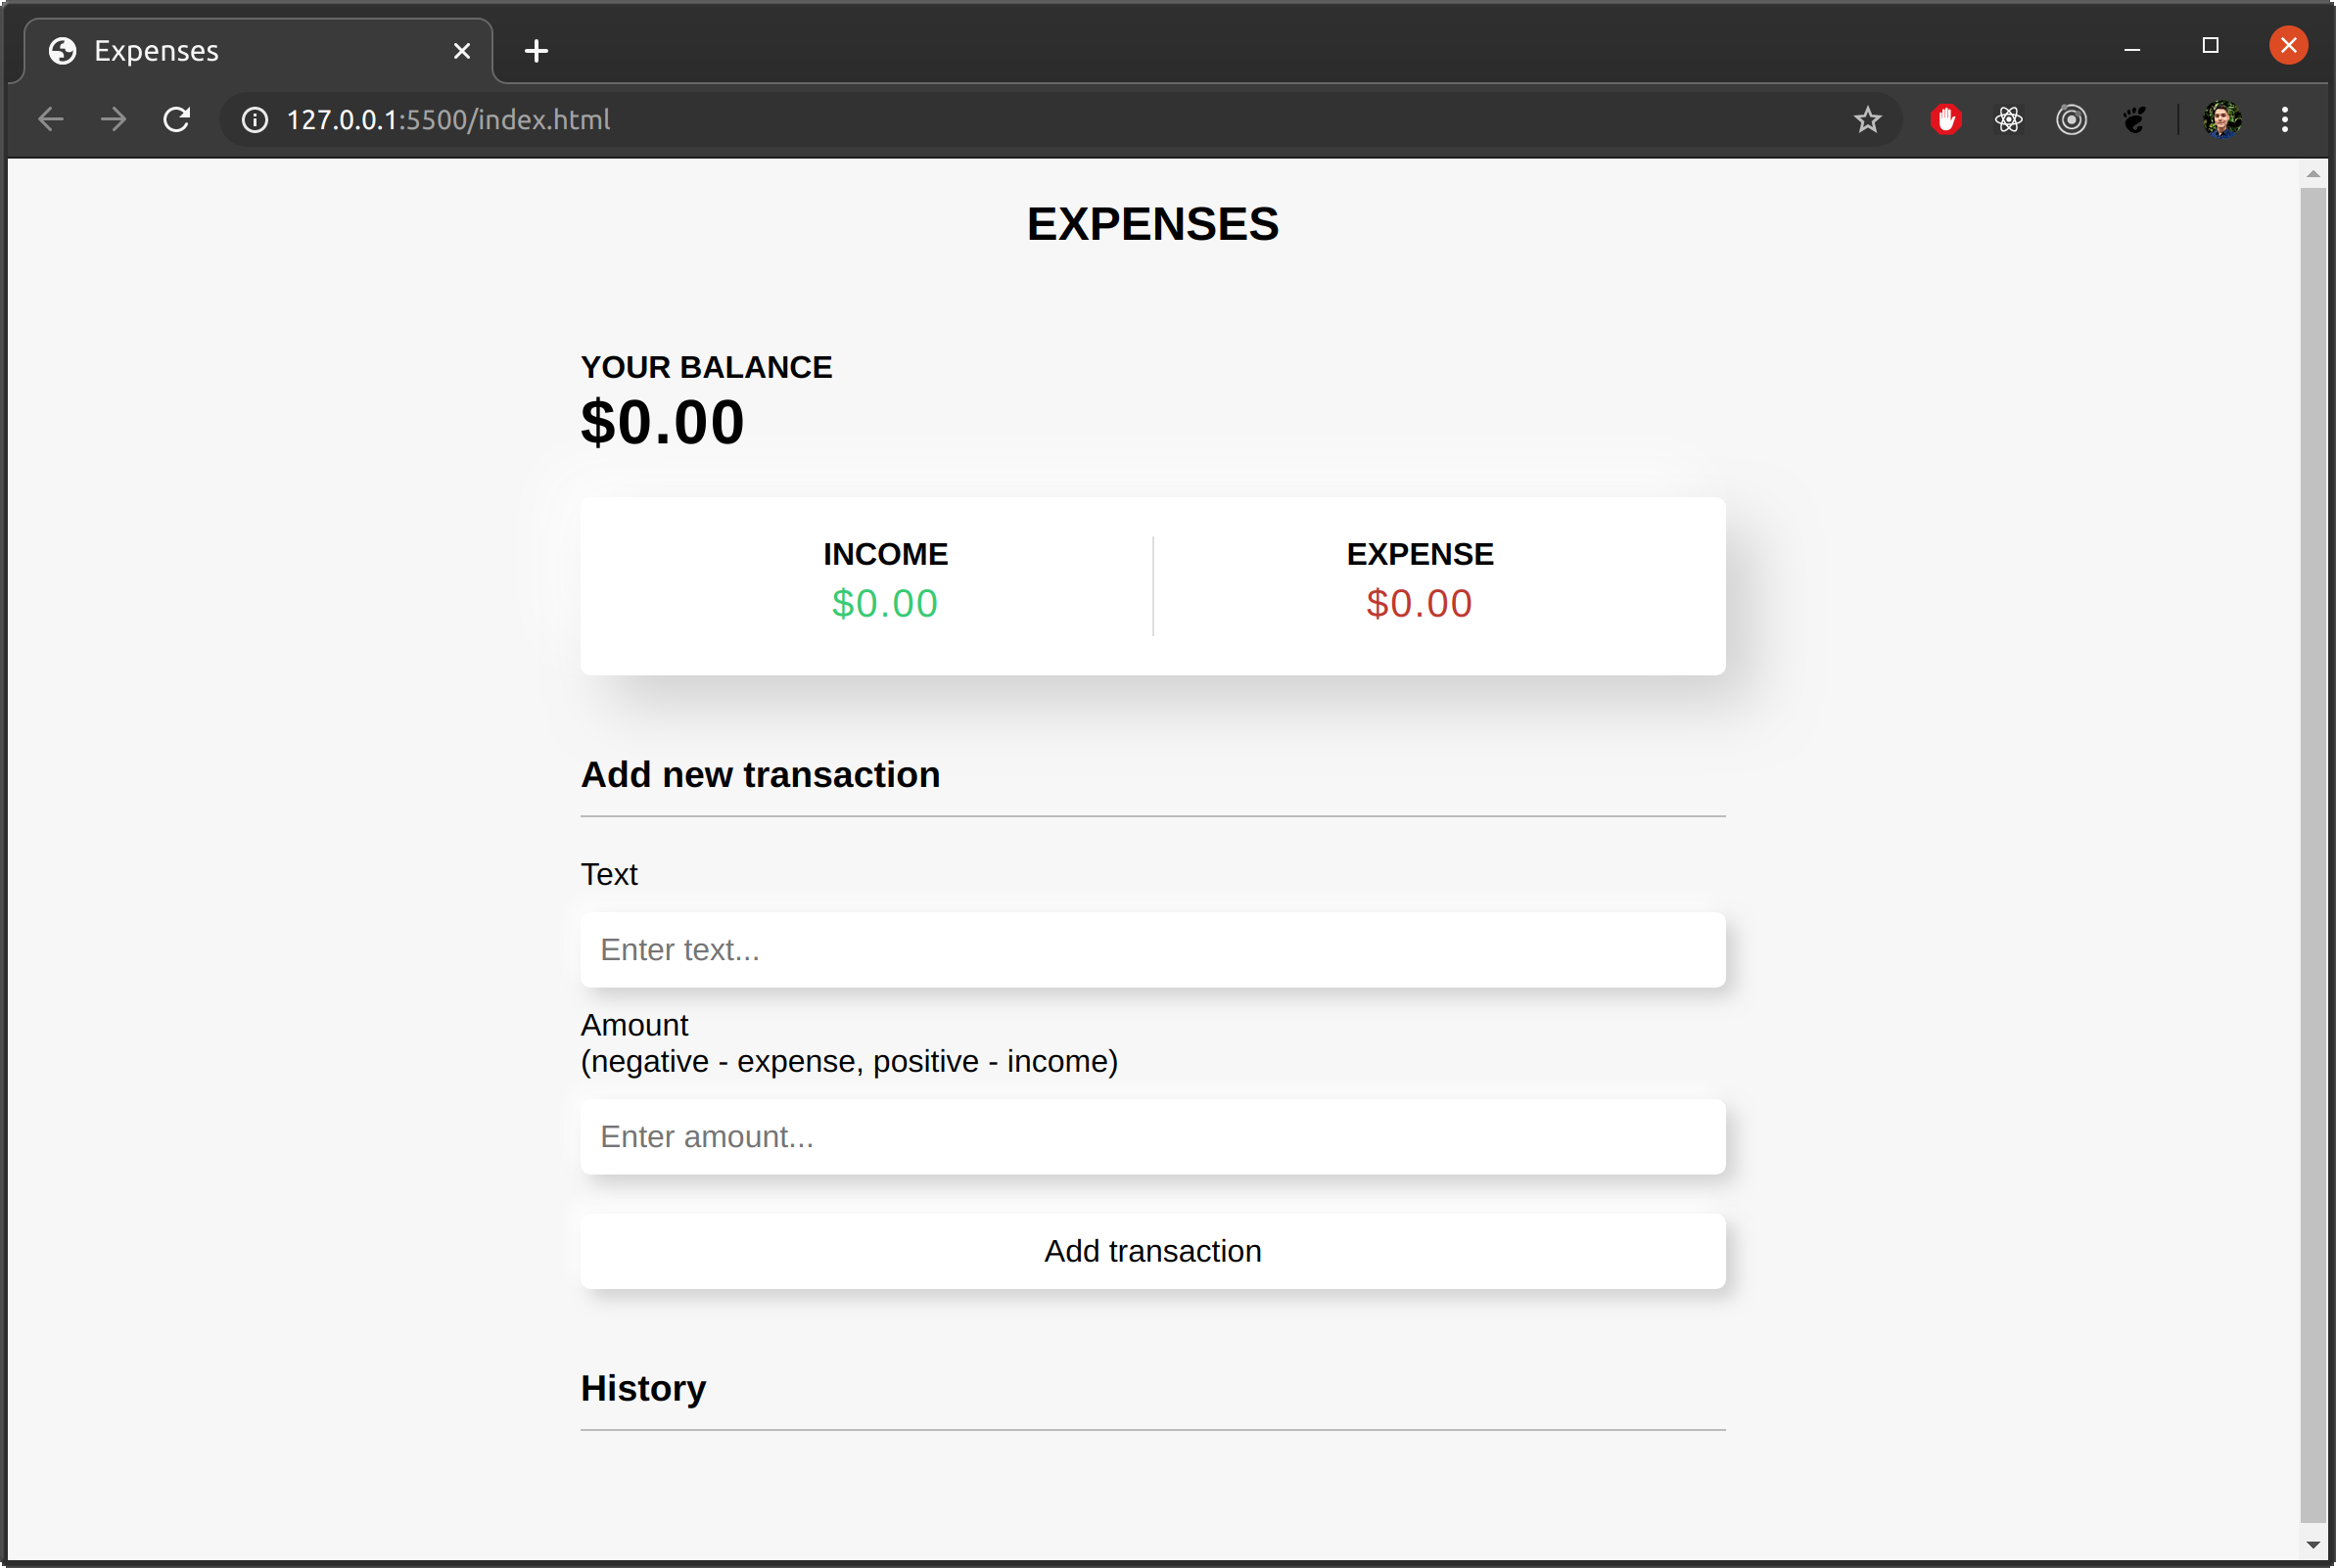 Expenses
127.0.0.1:5500/index.html
EXPENSES
YOUR BALANCE
$0.00
INCOME
EXPENSE
$0.00
$0.00
Add new transaction
Text
Enter text...
Amount
(negative - expense, positive - income)
Enter amount...
Add transaction
History